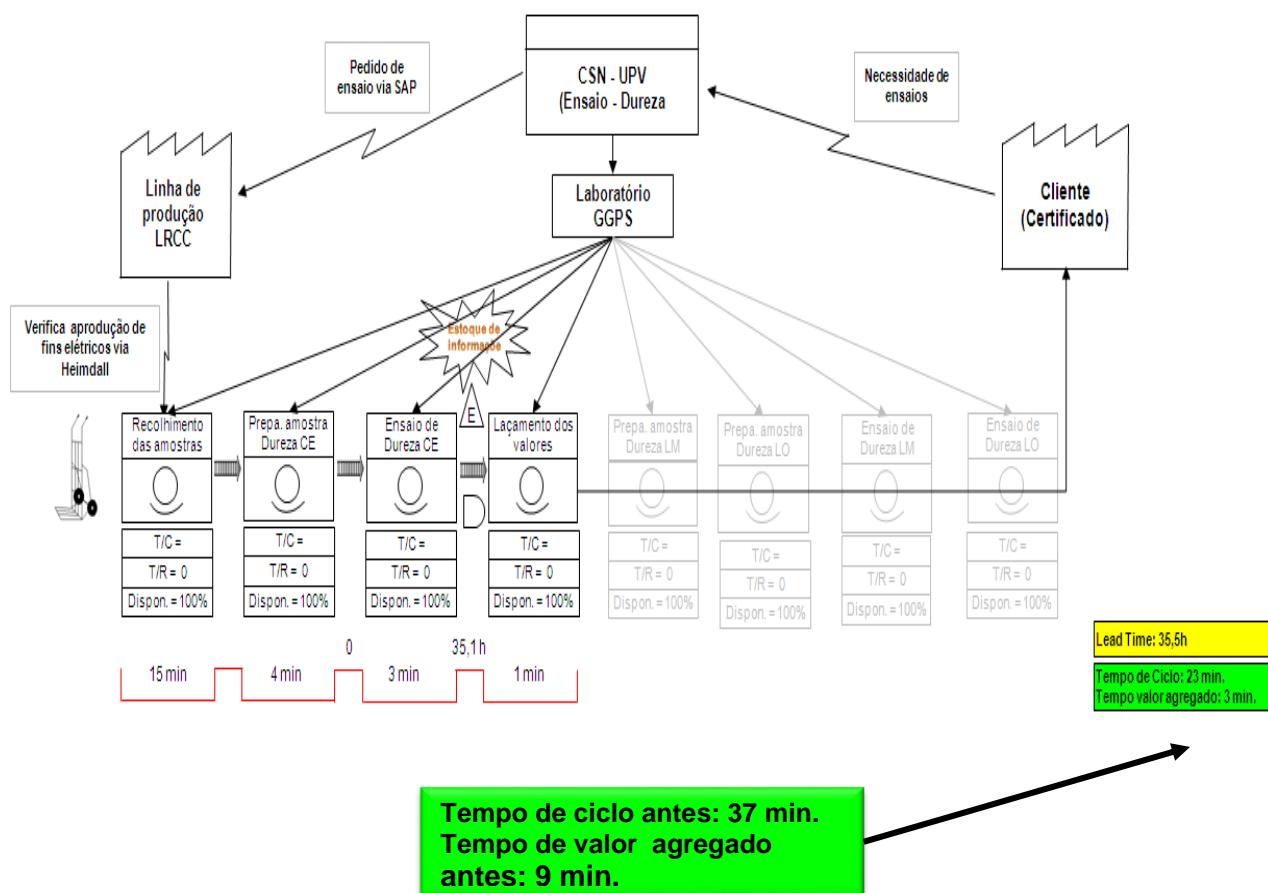 Pedido de
ensaio via SAP
CSN - UPV
(Ensaio - Dureza
Necessidade de
ensaios
Linha de
produção
LRCC
Laboratório
GGPS
Cliente
(Certificado)
Verifica aprodução de
fins elétricos via
Heimdall
Estoque de
informaçõe
E
Recolhimento
das amostras
T/C =
T/R = 0
Dispon. = 100%
Prepa. amostra
Dureza CE
T/C =
T/R = 0
Dispon. = 100%
Ensaio de
Dureza CE
T/C =
T/R = 0
Dispon. = 100%
Laçamento dos
valores
T/C =
T/R = 0
Dispon. = 100%
Prepa. amostra
Dureza LM
T/C =
T/R = 0
Dispon. = 100%
Prepa. amostra
Dureza LO
T/C =
T/R = 0
Dispon. = 100%
Ensaio de
Dureza LM
T/C =
T/R = 0
Dispon. = 100%
Ensaio de
Dureza LO
T/C =
T/R = 0
Dispon. = 100%
0
35,1 h
15 min
4 min
3 min
1 min
Lead Time: 35,5h
Tempo de Ciclo: 23 min.
Tempo valor agregado: 3 min.
Tempo de ciclo antes: 37 min.
Tempo de valor agregado
antes: 9 min.